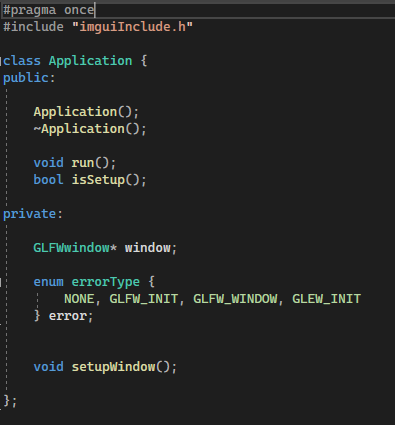 #pragma once
#include "imguiInclude.h"
class Application {
public:
Application();
~Application();
void run();
bool isSetup();
private:
GLFWwindow* window;
enum errorType {
NONE, GLFW_INIT, GLFW_WINDOW, GLEW_INIT
} error;
void setupWindow();
};